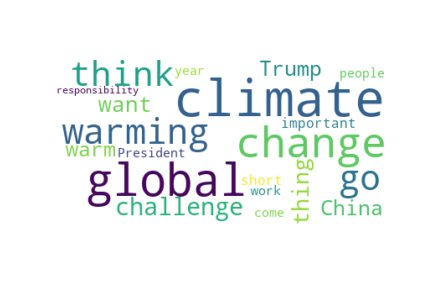 think
year
Trump
people
responsibility
climate
want
important
warming
change
warm
President
global
thing
short
go
work
challenge
come
China